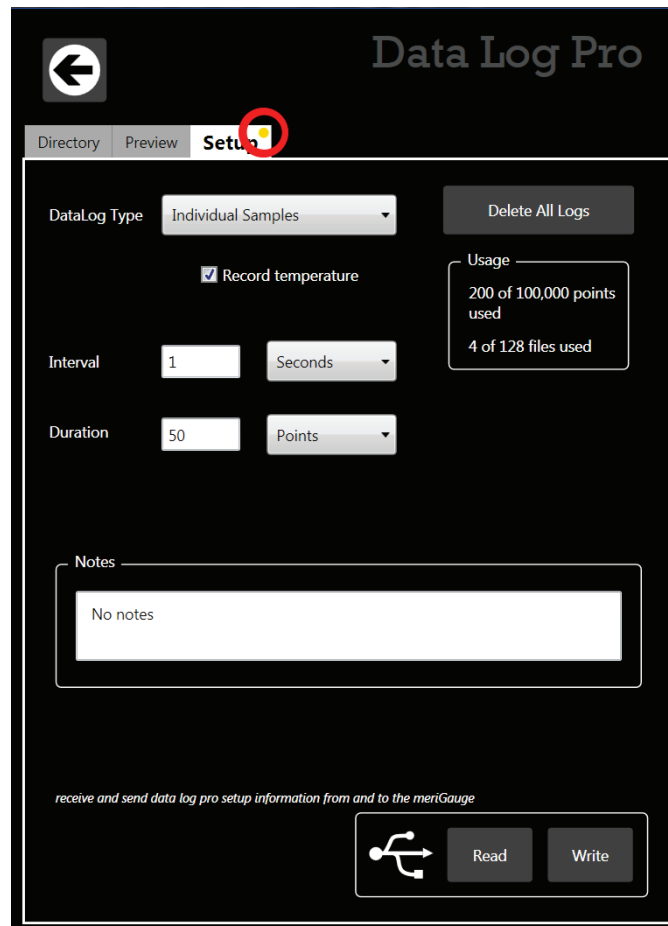 Data Log Pro
Directory Preview Setup
DataLog Type Individual Samples Delete All Logs
Record temperature
Usage
200 of 100,000 points
used
4 of 128 files used
Interval 1 Seconds
Duration 50 Points
Notes
No notes
receive and send data log pro setup information from and to the meriGauge
Read Write